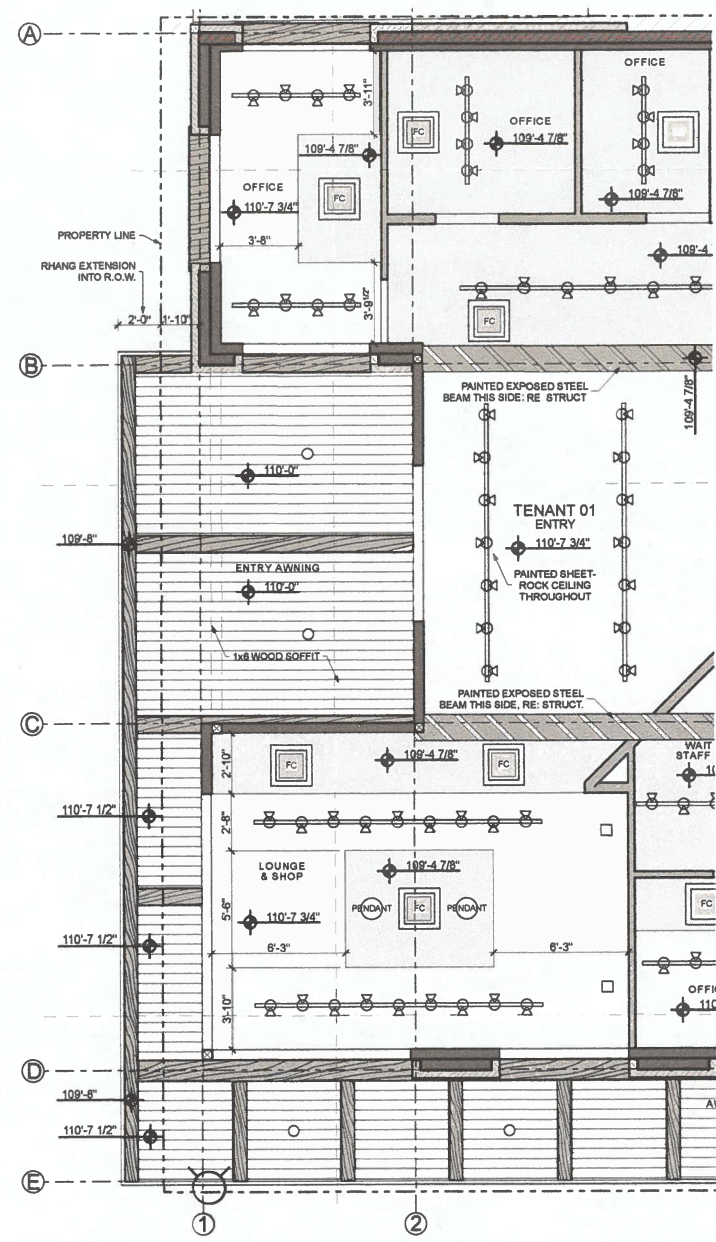 A
OFFICE
3'-11"
OFFICE
FC
109'-4 7/8"
109'-4 7/8"
OFFICE
FC
109'-4 7/8"
110'-7 3/4"
PROPERTY LINE
3'-8"
109'-4
RHANG EXTENSION
INTO R.O.W.
2'-0"
1'-10"
3'-9 1/2"
FC
B
PAINTED EXPOSED STEEL
BEAM THIS SIDE; RE STRUCT
109'-4 7/8"
110'-0"
TENANT 01
ENTRY
109'-8"
110'-7 3/4"
ENTRY AWNING
PAINTED SHEET-
ROCK CEILING
THROUGHOUT
110'-0"
1x6 WOOD SOFFIT
PAINTED EXPOSED STEEL
BEAM THIS SIDE, RE: STRUCT.
C
WAIT
STAFF
2'-10"
FC
109'-4 7/8"
FC
10
110'-7 1/2"
2'-8"
LOUNGE
& SHOP
109'-4 7/8"
5'-6"
PENDANT
FC
PENDANT
FC
110'-7 3/4"
110'-7 1/2"
6'-3"
6'-3"
3'-10"
OFFIC
110
D
109'-6"
AV
110'-7 1/2"
E
1
2